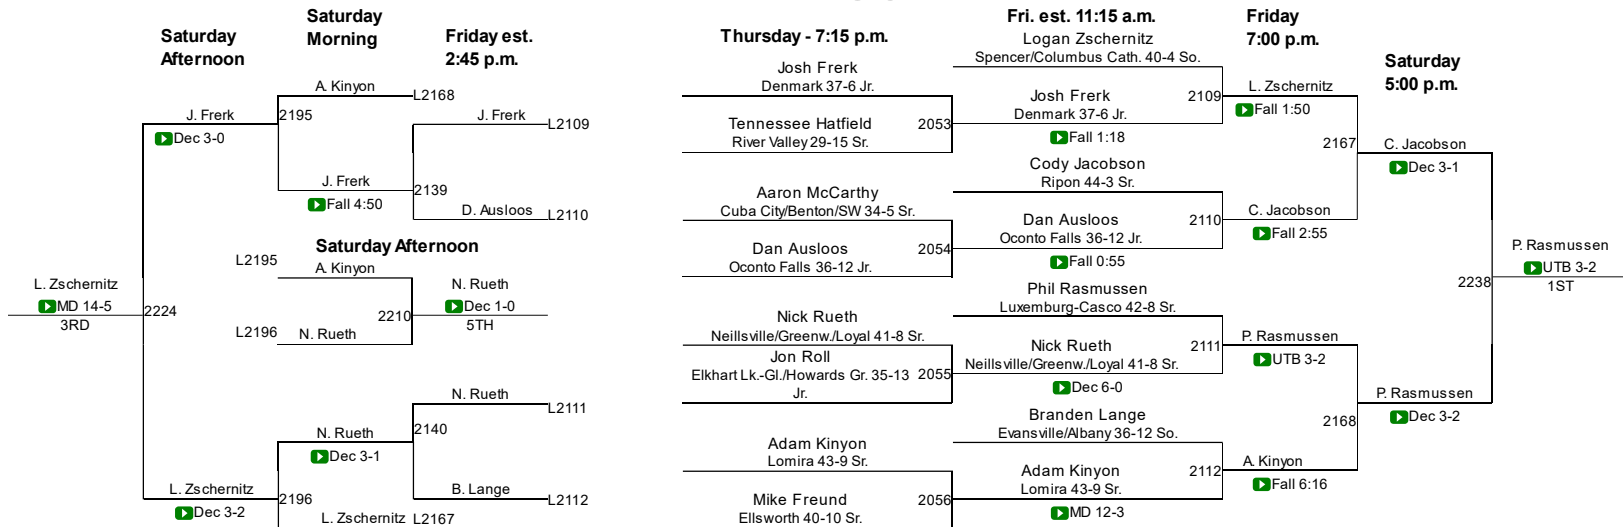 Saturday
Afternoon
Saturday
Morning
Friday est.
2:45 p.m.
A. Kinyon
L2168
J. Frerk
2195
Dec 3-0
J. Frerk
L2109
J. Frerk
2139
Fall 4:50
D. Ausloos
L2110
Saturday Afternoon
L2195
A. Kinyon
L. Zschernitz
MD 14-5
3RD
2224
N. Rueth
2210
Dec 1-0
5TH
L2196
N. Rueth
N. Rueth
L2111
N. Rueth
2140
Dec 3-1
L. Zschernitz
2196
Dec 3-2
B. Lange
L2112
L. Zschernitz
L2167
Thursday - 7:15 p.m.
Josh Frerk
Denmark 37-6 Jr.
Tennessee Hatfield
2053
River Valley 29-15 Sr.
Aaron McCarthy
Cuba City/Benton/SW 34-5 Sr.
Dan Ausloos
2054
Oconto Falls 36-12 Jr.
Nick Rueth
Neillsville/Greenw./Loyal 41-8 Sr.
Jon Roll
Elkhart Lk.-Gl./Howards Gr. 35-13
2055
Jr.
Adam Kinyon
Lomira 43-9 Sr.
Mike Freund
2056
Ellsworth 40-10 Sr.
Fri. est. 11:15 a.m.
Logan Zschernitz
Spencer/Columbus Cath. 40-4 So.
Josh Frerk
2109
Denmark 37-6 Jr.
Fall 1:18
Cody Jacobson
Ripon 44-3 Sr.
Dan Ausloos
2110
Oconto Falls 36-12 Jr.
Fall 0:55
Phil Rasmussen
Luxemburg-Casco 42-8 Sr.
Nick Rueth
2111
Neillsville/Greenw./Loyal 41-8 Sr.
Dec 6-0
Branden Lange
Evansville/Albany 36-12 So.
Adam Kinyon
2112
Lomira 43-9 Sr.
MD 12-3
Friday
7:00 p.m.
L. Zschernitz
Fall 1:50
2167
C. Jacobson
Fall 2:55
P. Rasmussen
UTB 3-2
2168
A. Kinyon
Fall 6:16
Saturday
5:00 p.m.
C. Jacobson
Dec 3-1
2238
P. Rasmussen
Dec 3-2
P. Rasmussen
UTB 3-2
1ST